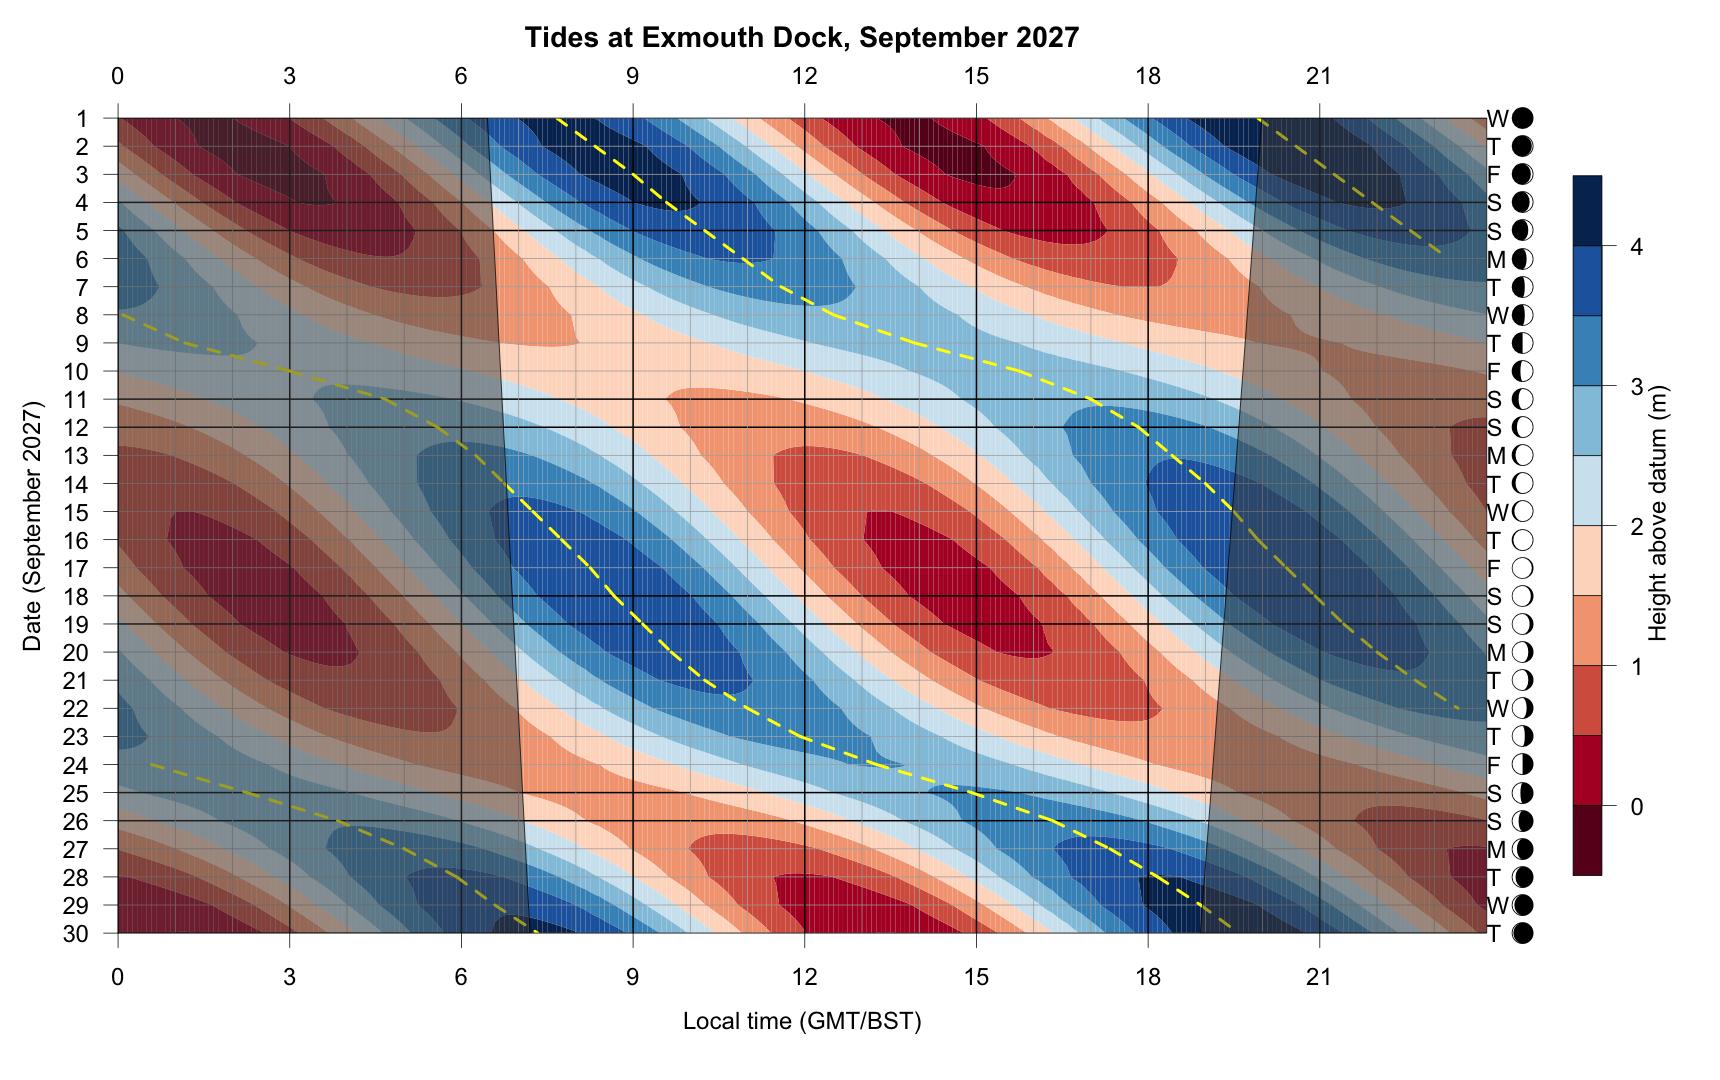 Tides at Exmouth Dock, September 2027
0 3 6 9 12 15 18 21
1 W
2 T
3 F
4 S
5 S
6 M
7 T
8 W
9 T
10 F
11 S
12 S
13 M
14 T
15 W
16 T
17 F
18 S
19 S
20 M
21 T
22 W
23 T
24 F
25 S
26 S
27 M
28 T
29 W
30 T
0 3 6 9 12 15 18 21
Local time (GMT/BST)
Date (September 2027)
4
3
2
1
0
Height above datum (m)